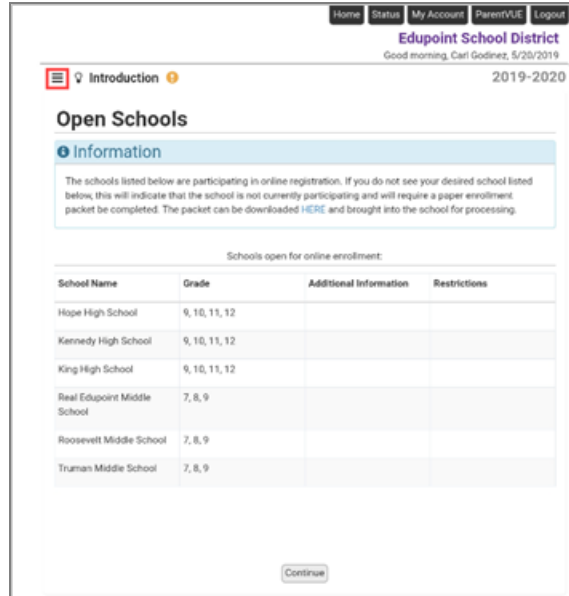 Home Status My Account ParentVUE Logout
Edupoint School District
Good morning, Carl Godinez, 5/20/2019
Introduction
2019-2020
Open Schools
Information
The schools listed below are participating in online registration. If you do not see your desired school listed
below, this will indicate that the school is not currently participating and will require a paper enrollment
packet be completed. The packet can be downloaded HERE and brought into the school for processing.
Schools open for online enrollment:
School Name Grade Additional Information Restrictions
Hope High School 9, 10, 11, 12
Kennedy High School 9, 10, 11, 12
King High School 9, 10, 11, 12
Real Edupoint Middle 7, 8, 9
School
Roosevelt Middle School 7, 8, 9
Truman Middle School 7, 8, 9
Continue